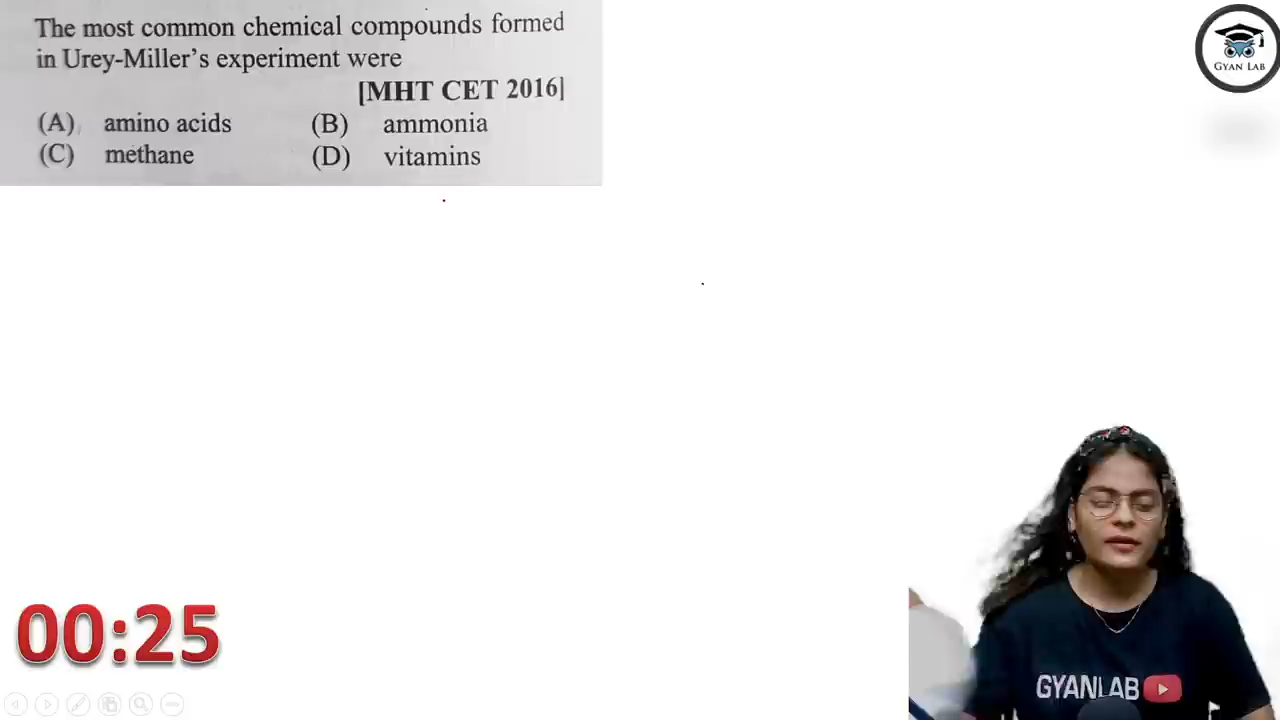 The most common chemical compounds formed
in Urey-Miller's experiment were
[MHT CET 2016]
(A) amino acids (B) ammonia
(C) methane (D) vitamins
GYAN LAB
00:25
GYANLAB